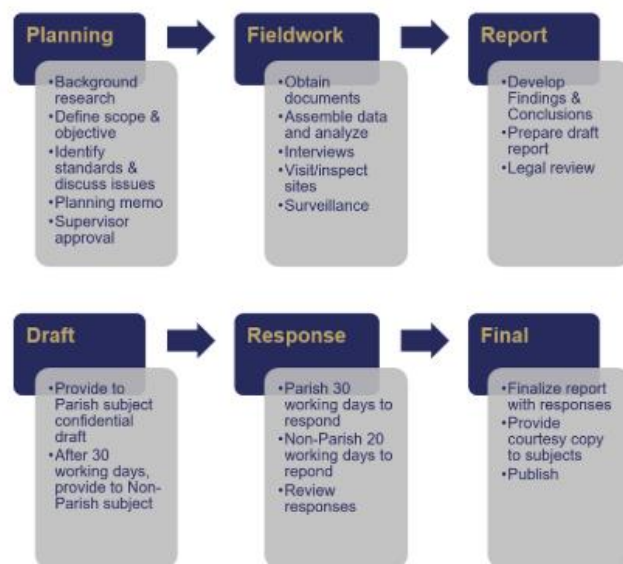 Planning
•Background
research
•Define scope &
objective
•Identify
standards &
discuss issues
•Planning memo
•Supervisor
approval
Fieldwork
•Obtain
documents
•Assemble data
and analyze
•Interviews
•Visit/inspect
sites
•Surveillance
Report
•Develop
Findings &
Conclusions
•Prepare draft
report
•Legal review
Draft
•Provide to
Parish subject
confidential
draft
•After 30
working days,
provide to Non-
Parish subject
Response
•Parish 30
working days to
respond
•Non-Parish 20
working days to
repond
•Review
responses
Final
•Finalize report
with responses
•Provide
courtesy copy
to subjects
•Publish